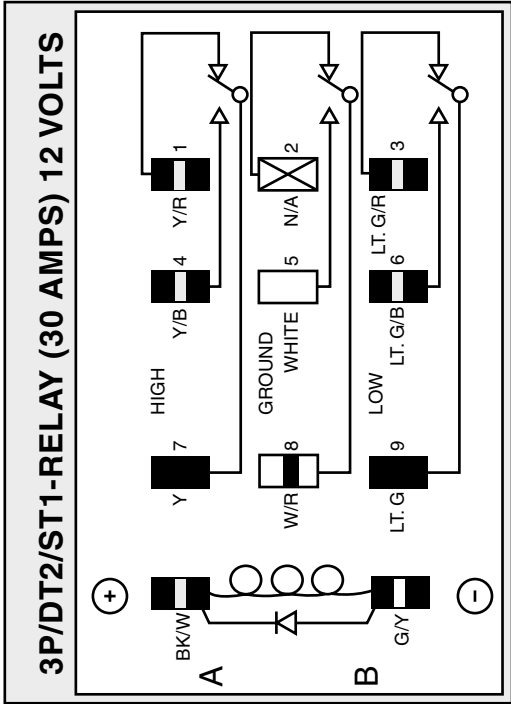 3P/DT2/ST1-RELAY (30 AMPS) 12 VOLTS
+
HIGH
BK/W Y 7 Y/B 4 Y/R 1
A
GROUND
W/R 8 WHITE 5 N/A 2
B
LOW
G/Y LT. G 9 LT. G/B 6 LT. G/R 3
−